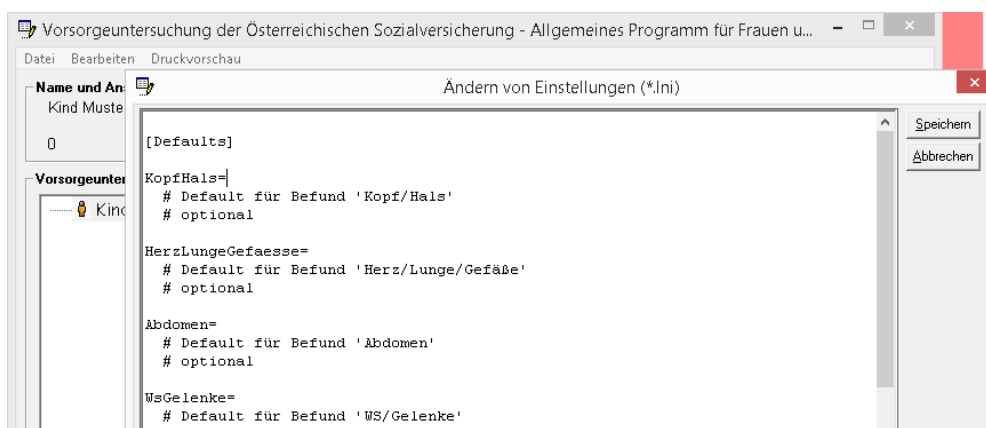 Vorsorgeuntersuchung der Österreichischen Sozialversicherung - Allgemeines Programm für Frauen u...
Datei Bearbeiten Druckvorschau
Name und An
Kind Muste
0
Vorsorgeunter
Kind
Ändern von Einstellungen (*.Ini)
Speichern
Abbrechen
[Defaults]
KopfHals=
# Default für Befund 'Kopf/Hals'
# optional
HerzLungeGefaesse=
# Default für Befund 'Herz/Lunge/Gefäße'
# optional
Abdomen=
# Default für Befund 'Abdomen'
# optional
WsGelenke=
# Default für Befund 'WS/Gelenke'